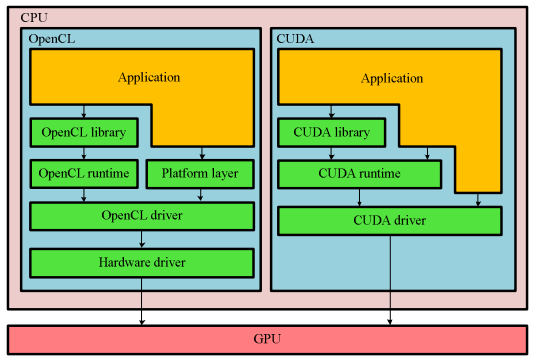 CPU
OpenCL
Application
OpenCL library
OpenCL runtime
Platform layer
OpenCL driver
Hardware driver
CUDA
Application
CUDA library
CUDA runtime
CUDA driver
GPU